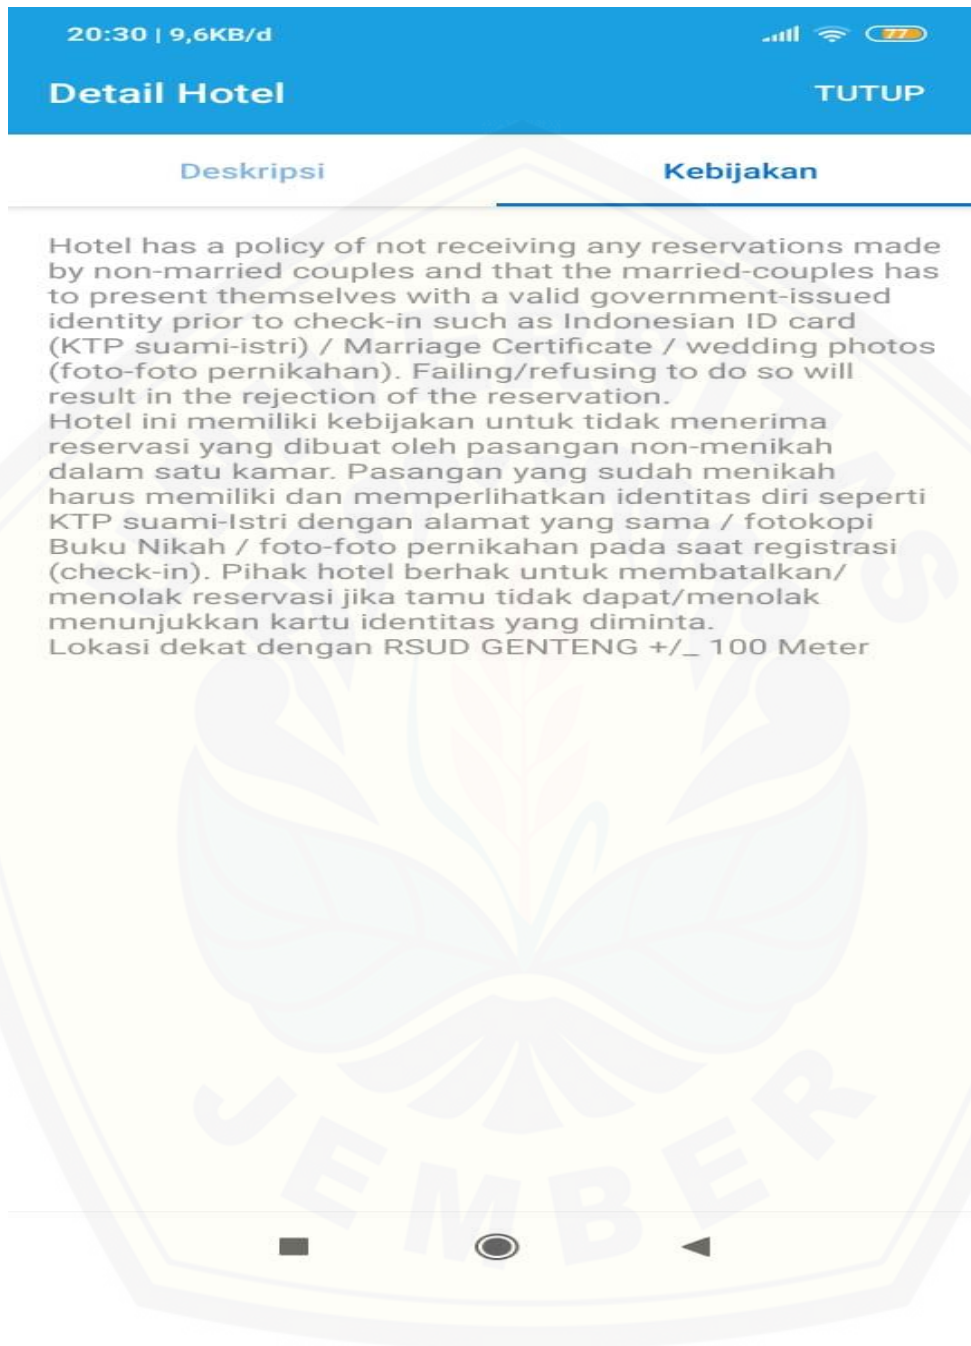 20:30 | 9,6KB/d
77
Detail Hotel
TUTUP
Deskripsi
Kebijakan
Hotel has a policy of not receiving any reservations made
by non-married couples and that the married-couples has
to present themselves with a valid government-issued
identity prior to check-in such as Indonesian ID card
(KTP suami-istri) / Marriage Certificate / wedding photos
(foto-foto pernikahan). Failing/refusing to do so will
result in the rejection of the reservation.
Hotel ini memiliki kebijakan untuk tidak menerima
reservasi yang dibuat oleh pasangan non-menikah
dalam satu kamar. Pasangan yang sudah menikah
harus memiliki dan memperlihatkan identitas diri seperti
KTP suami-Istri dengan alamat yang sama / fotokopi
Buku Nikah / foto-foto pernikahan pada saat registrasi
(check-in). Pihak hotel berhak untuk membatalkan/
menolak reservasi jika tamu tidak dapat/menolak
menunjukkan kartu identitas yang diminta.
Lokasi dekat dengan RSUD GENTENG +/_ 100 Meter
JEMBER